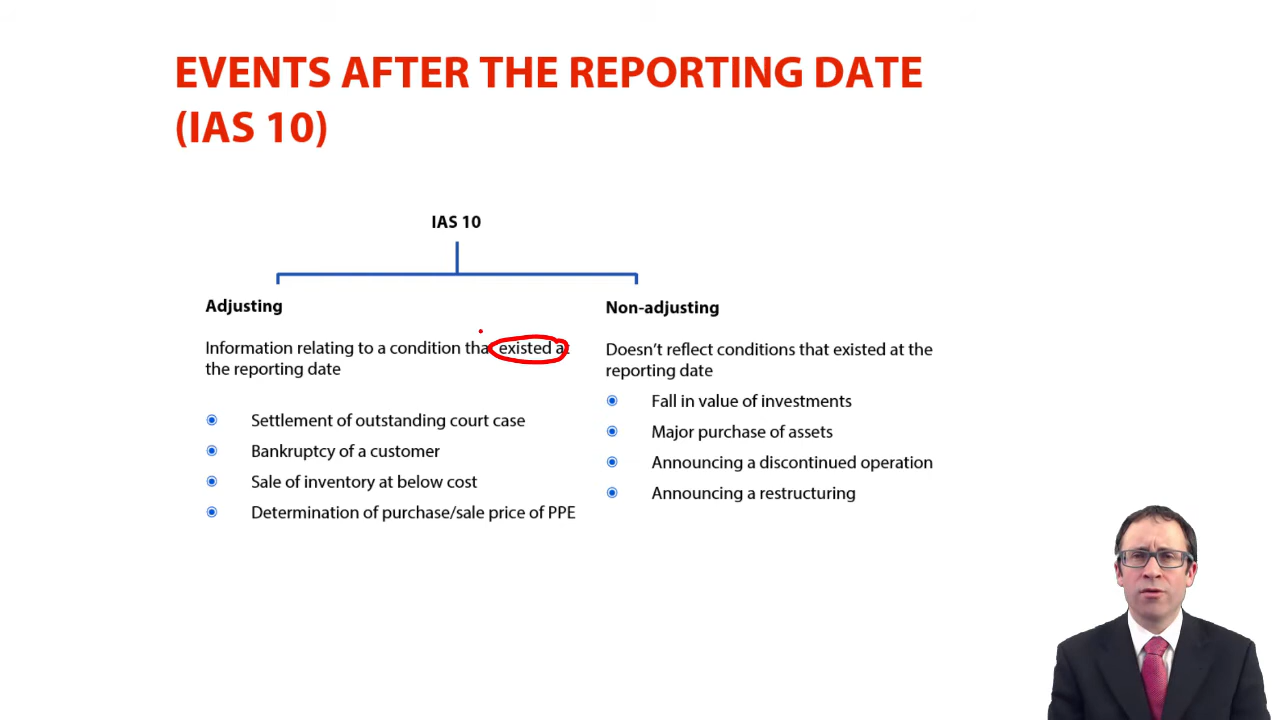 EVENTS AFTER THE REPORTING DATE
(IAS 10)
IAS 10
Adjusting
Information relating to a condition that existed at
the reporting date
Settlement of outstanding court case
Bankruptcy of a customer
Sale of inventory at below cost
Determination of purchase/sale price of PPE
Non-adjusting
Doesn't reflect conditions that existed at the
reporting date
Fall in value of investments
Major purchase of assets
Announcing a discontinued operation
Announcing a restructuring